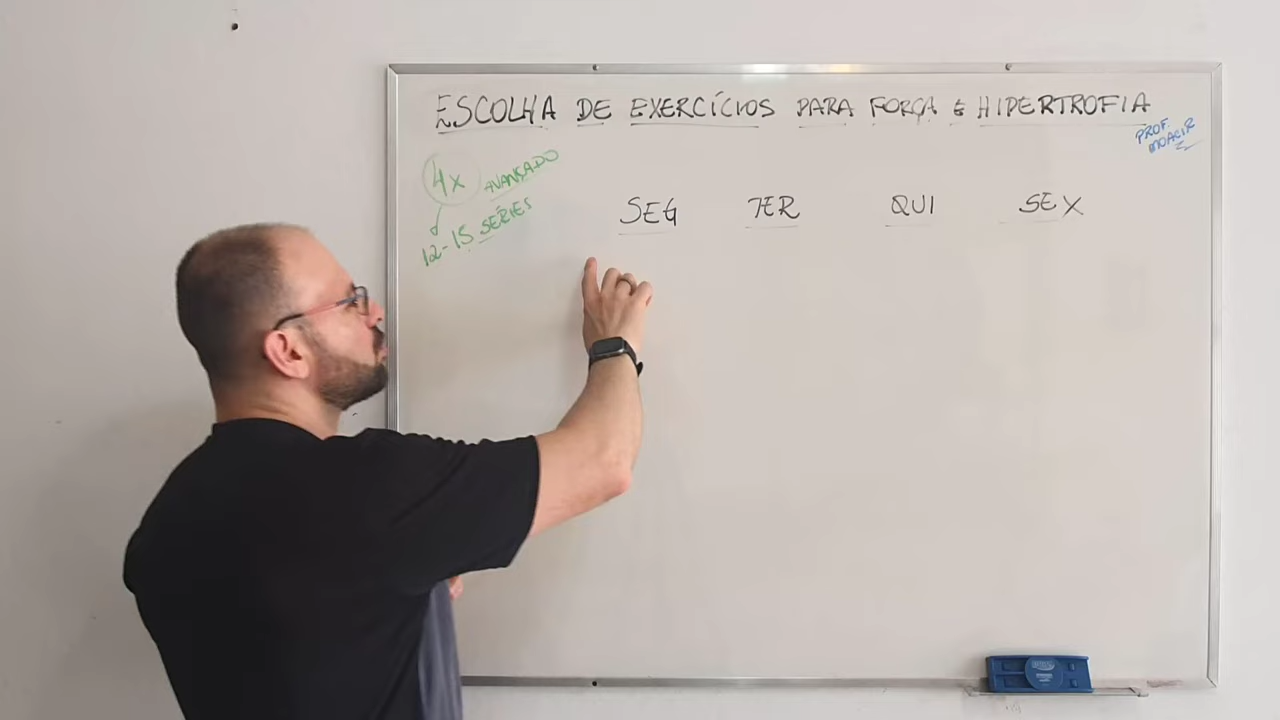 ESCOLHA DE EXERCÍCIOS PARA FORÇA E HIPERTROFIA
PROF. MOACIR
4x AVANÇADO
12-15 SÉRIES
SEG TER QUI SEX